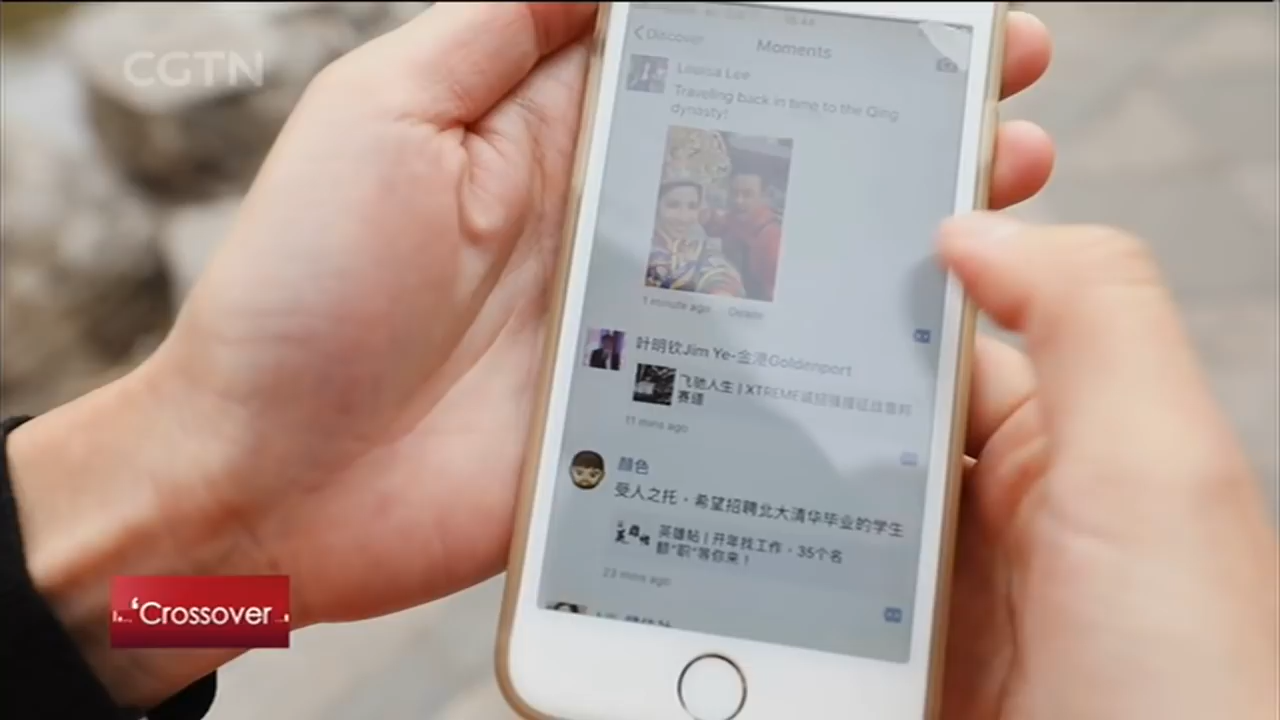 CGTN
Discover
Moments
Louisa Lee
Traveling back in time to the Qing
dynasty!
1 minute ago Delete
叶明钦Jim Ye-金港Goldenport
飞驰人生 | XTREME
赛道
11 mins ago
颜色
受人之托，希望招聘北大清华毕业的学生
英雄帖 | 开年找工作，35个名
额"职"等你来！
23 mins ago
'Crossover